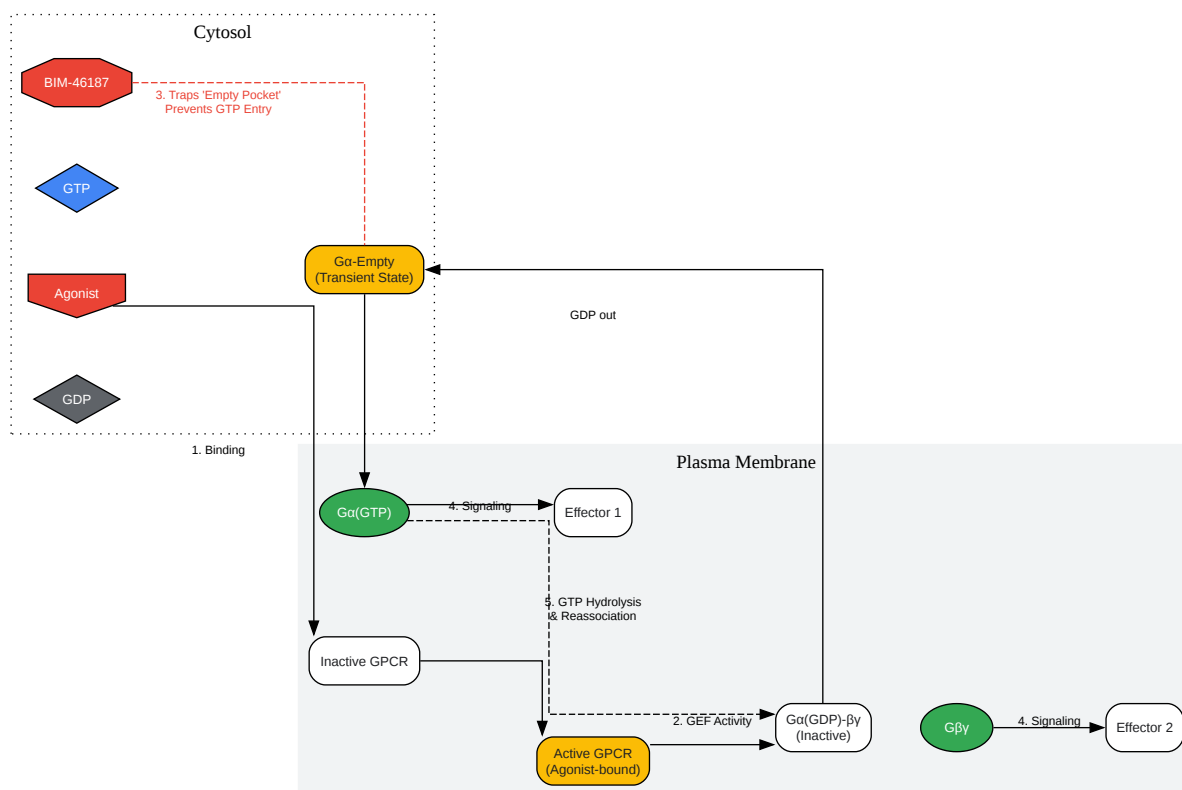 Cytosol
BIM-46187
3. Traps 'Empty Pocket'
Prevents GTP Entry
GTP
Gα-Empty
(Transient State)
Agonist
GDP out
GDP
1. Binding
Plasma Membrane
Gα(GTP)
4. Signaling
Effector 1
5. GTP Hydrolysis
& Reassociation
Inactive GPCR
2. GEF Activity
Gα(GDP)-βγ
(Inactive)
Gβγ
4. Signaling
Effector 2
Active GPCR
(Agonist-bound)